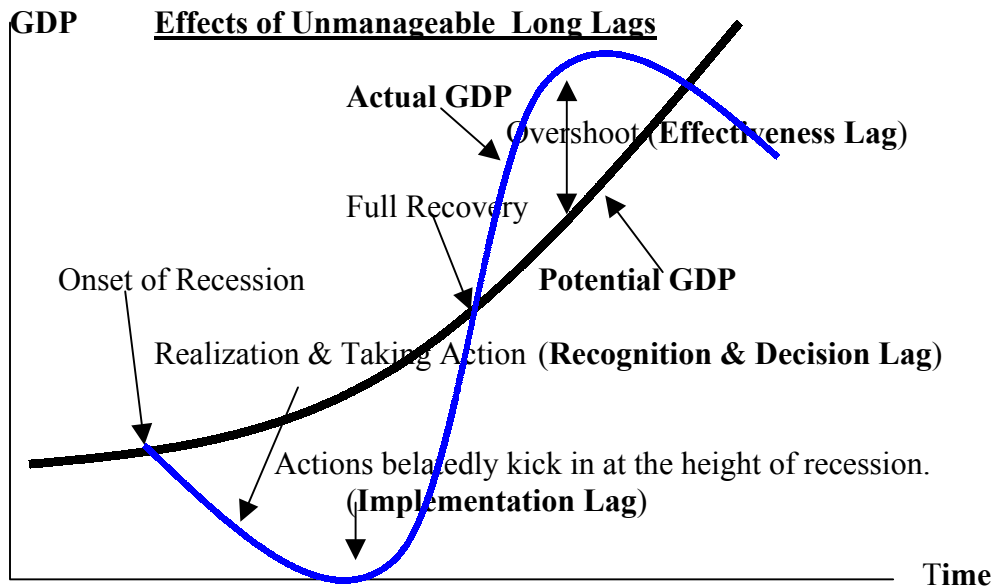 GDP
Effects of Unmanageable Long Lags
Actual GDP
Overshoot (Effectiveness Lag)
Full Recovery
Onset of Recession
Potential GDP
Realization & Taking Action (Recognition & Decision Lag)
Actions belatedly kick in at the height of recession.
(Implementation Lag)
Time